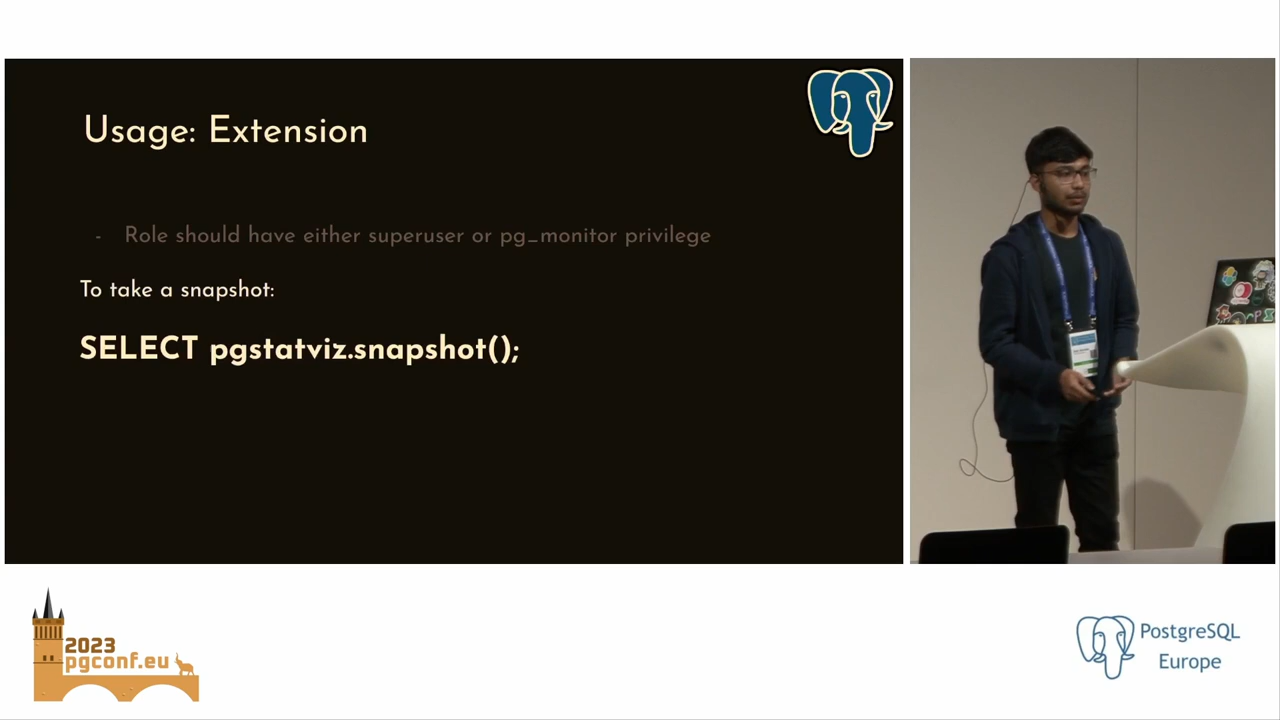 Usage: Extension
- Role should have either superuser or pg_monitor privilege
To take a snapshot:
SELECT pgstatviz.snapshot();
2023
pgconf.eu
PostgreSQL
Europe